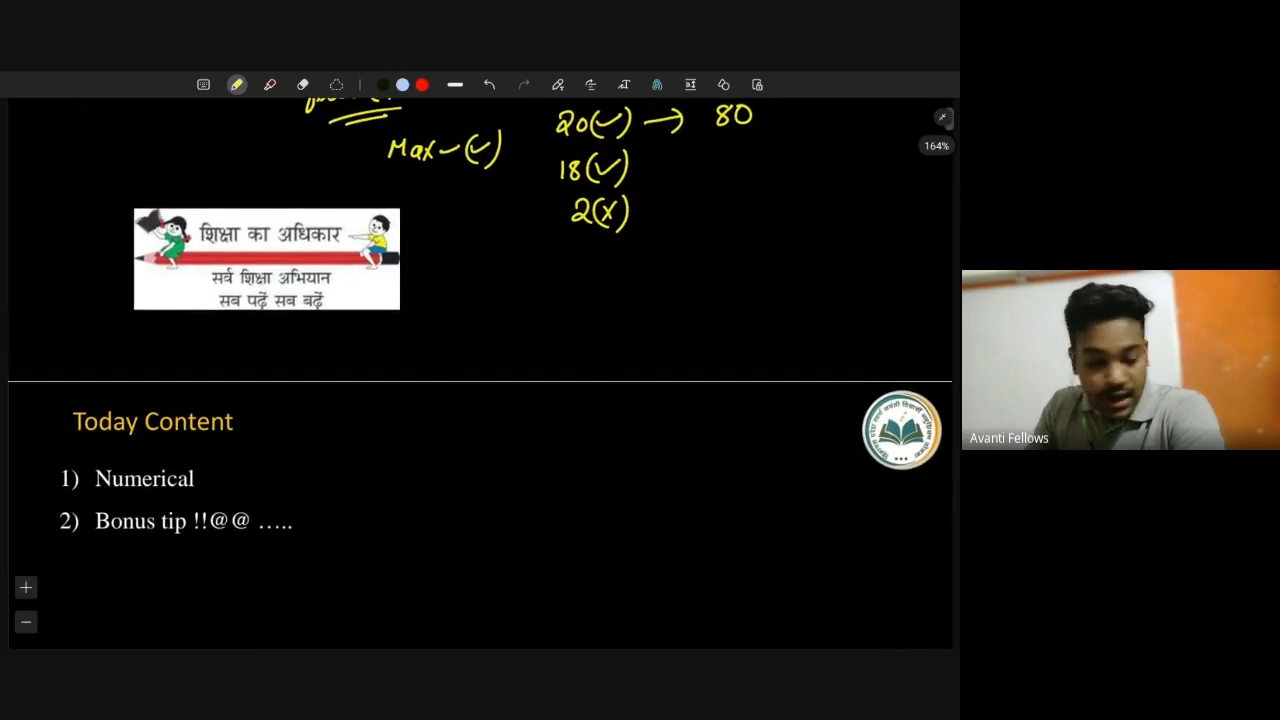 20(✓) → 80
Max - (✓)
18(✓)
2(x)
164%
शिक्षा का अधिकार
सर्व शिक्षा अभियान
सब पढ़ें सब बढ़ें
Today Content
1) Numerical
2) Bonus tip !!@@ …..
Avanti Fellows